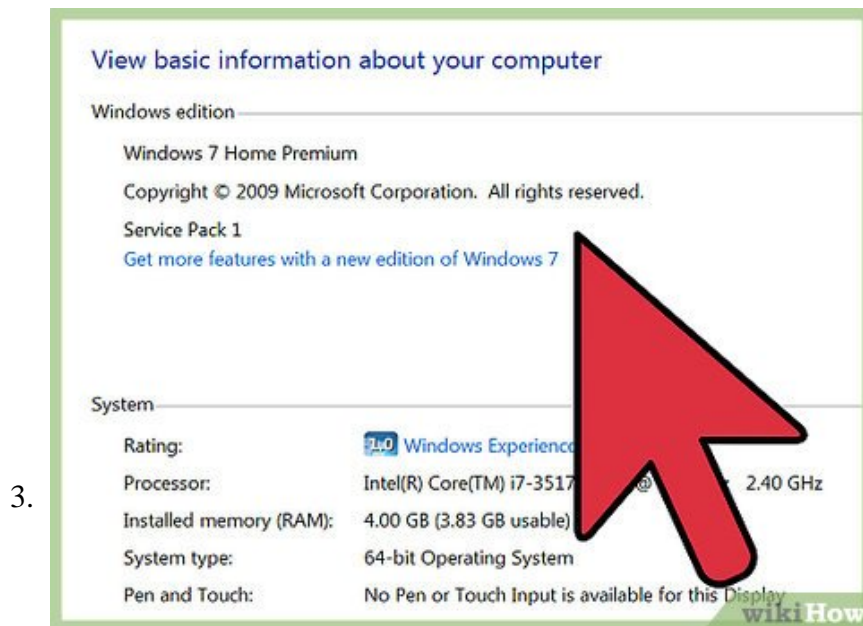 View basic information about your computer
Windows edition
Windows 7 Home Premium
Copyright © 2009 Microsoft Corporation. All rights reserved.
Service Pack 1
Get more features with a new edition of Windows 7
System
Rating: 1.0 Windows Experience
Processor: Intel(R) Core(TM) i7-3517 @ 2.40 GHz
3.
Installed memory (RAM): 4.00 GB (3.83 GB usable)
System type: 64-bit Operating System
Pen and Touch: No Pen or Touch Input is available for this Display
wikiHow